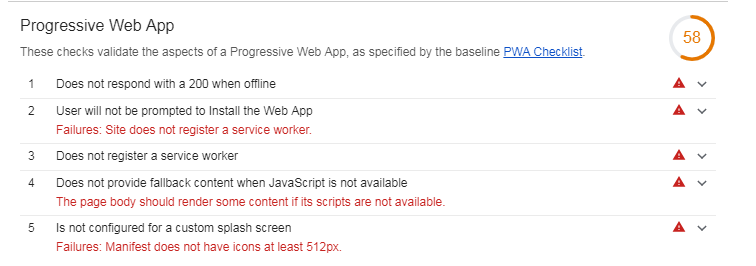 Progressive Web App
58
These checks validate the aspects of a Progressive Web App, as specified by the baseline PWA Checklist.
1 Does not respond with a 200 when offline
2 User will not be prompted to Install the Web App
Failures: Site does not register a service worker.
3 Does not register a service worker
4 Does not provide fallback content when JavaScript is not available
The page body should render some content if its scripts are not available.
5 Is not configured for a custom splash screen
Failures: Manifest does not have icons at least 512px.